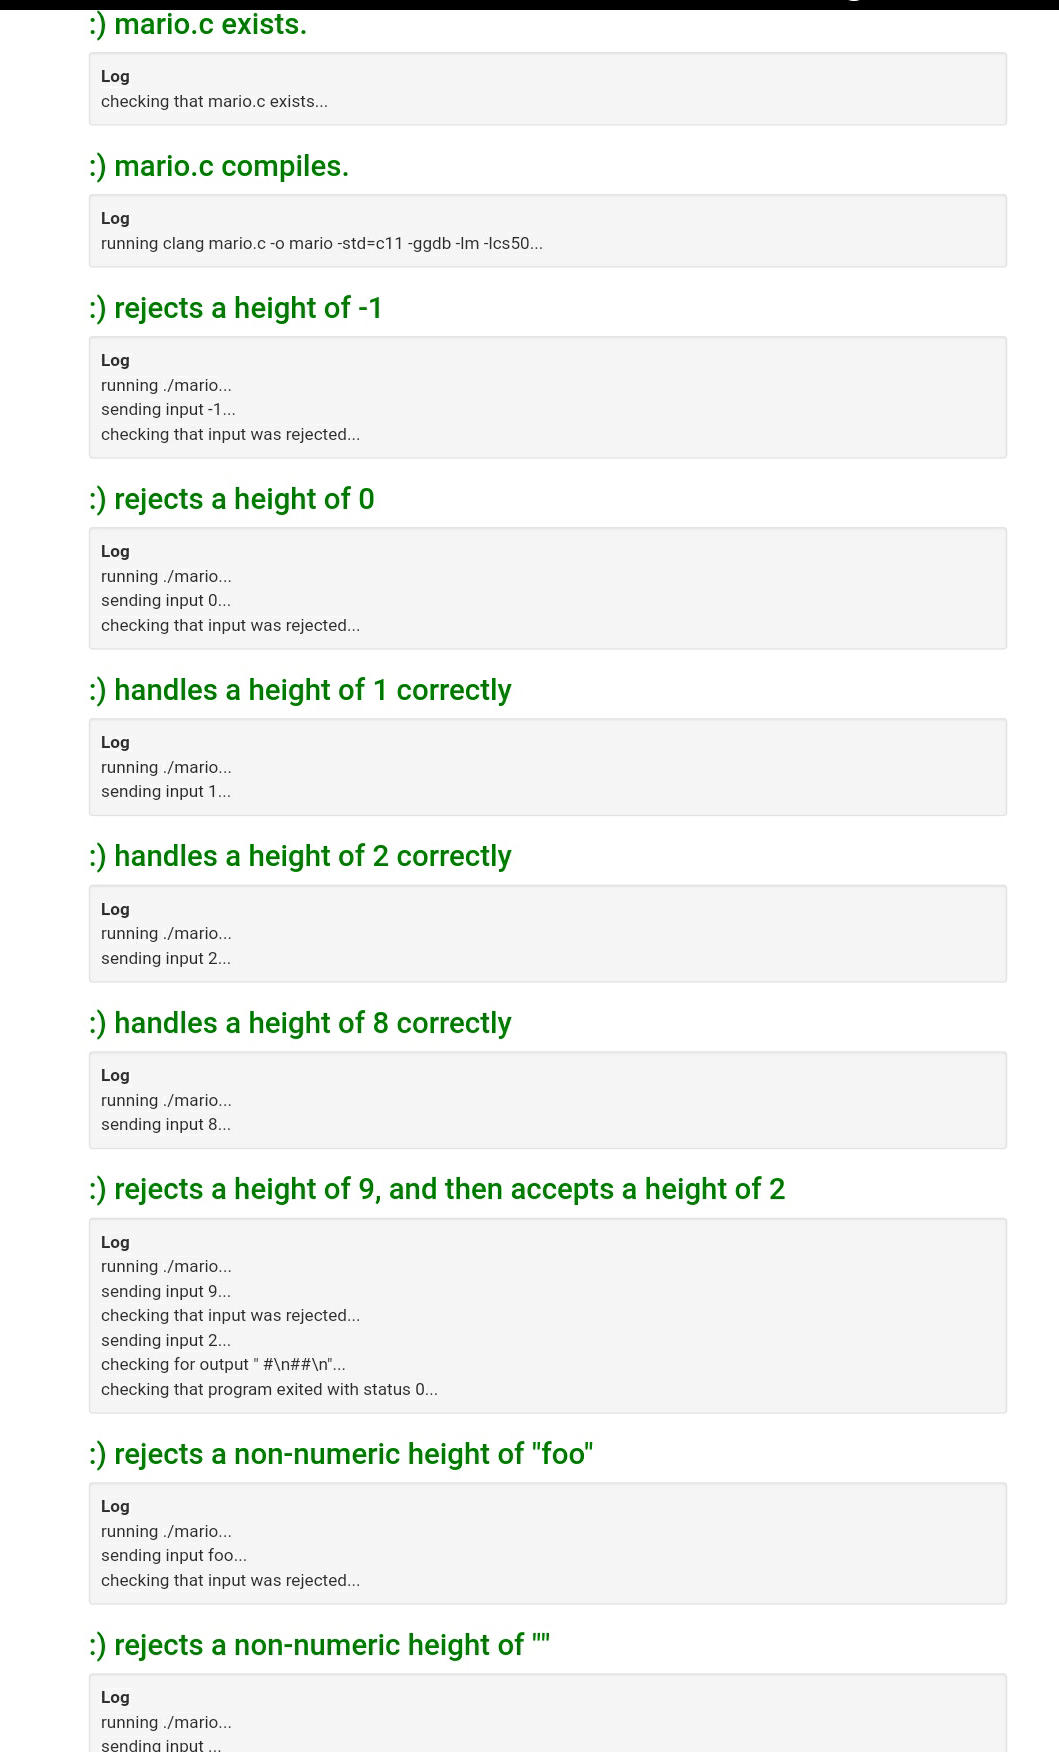 :) mario.c exists.
Log
checking that mario.c exists...
:) mario.c compiles.
Log
running clang mario.c -o mario -std=c11 -ggdb -lm -lcs50...
:) rejects a height of -1
Log
running ./mario...
sending input -1...
checking that input was rejected...
:) rejects a height of 0
Log
running ./mario...
sending input 0...
checking that input was rejected...
:) handles a height of 1 correctly
Log
running ./mario...
sending input 1...
:) handles a height of 2 correctly
Log
running ./mario...
sending input 2...
:) handles a height of 8 correctly
Log
running ./mario...
sending input 8...
:) rejects a height of 9, and then accepts a height of 2
Log
running ./mario...
sending input 9...
checking that input was rejected...
sending input 2...
checking for output " #\n##\n"...
checking that program exited with status 0...
:) rejects a non-numeric height of "foo"
Log
running ./mario...
sending input foo...
checking that input was rejected...
:) rejects a non-numeric height of ""
Log
running ./mario...
sending input ...